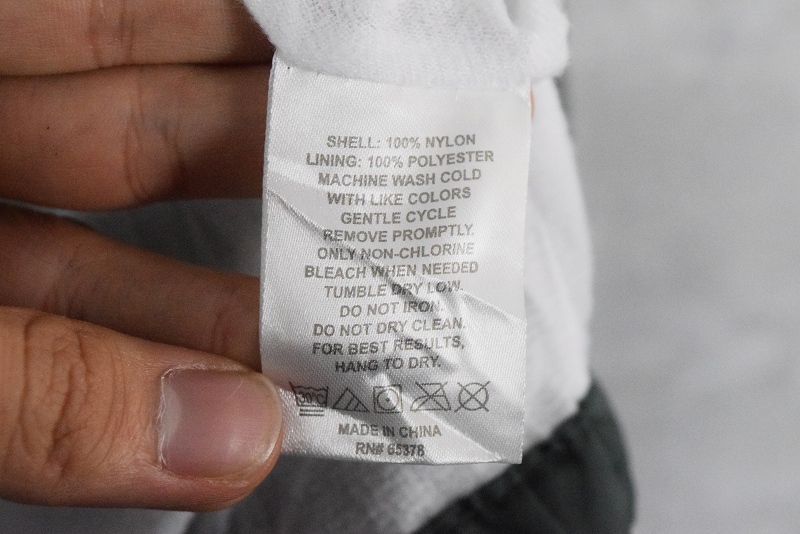 SHELL: 100% NYLON
LINING: 100% POLYESTER
MACHINE WASH COLD
WITH LIKE COLORS
GENTLE CYCLE
REMOVE PROMPTLY.
ONLY NON-CHLORINE
BLEACH WHEN NEEDED
TUMBLE DRY LOW.
DO NOT IRON.
DO NOT DRY CLEAN.
FOR BEST RESULTS,
HANG TO DRY.
30°C
MADE IN CHINA
RN# 65378